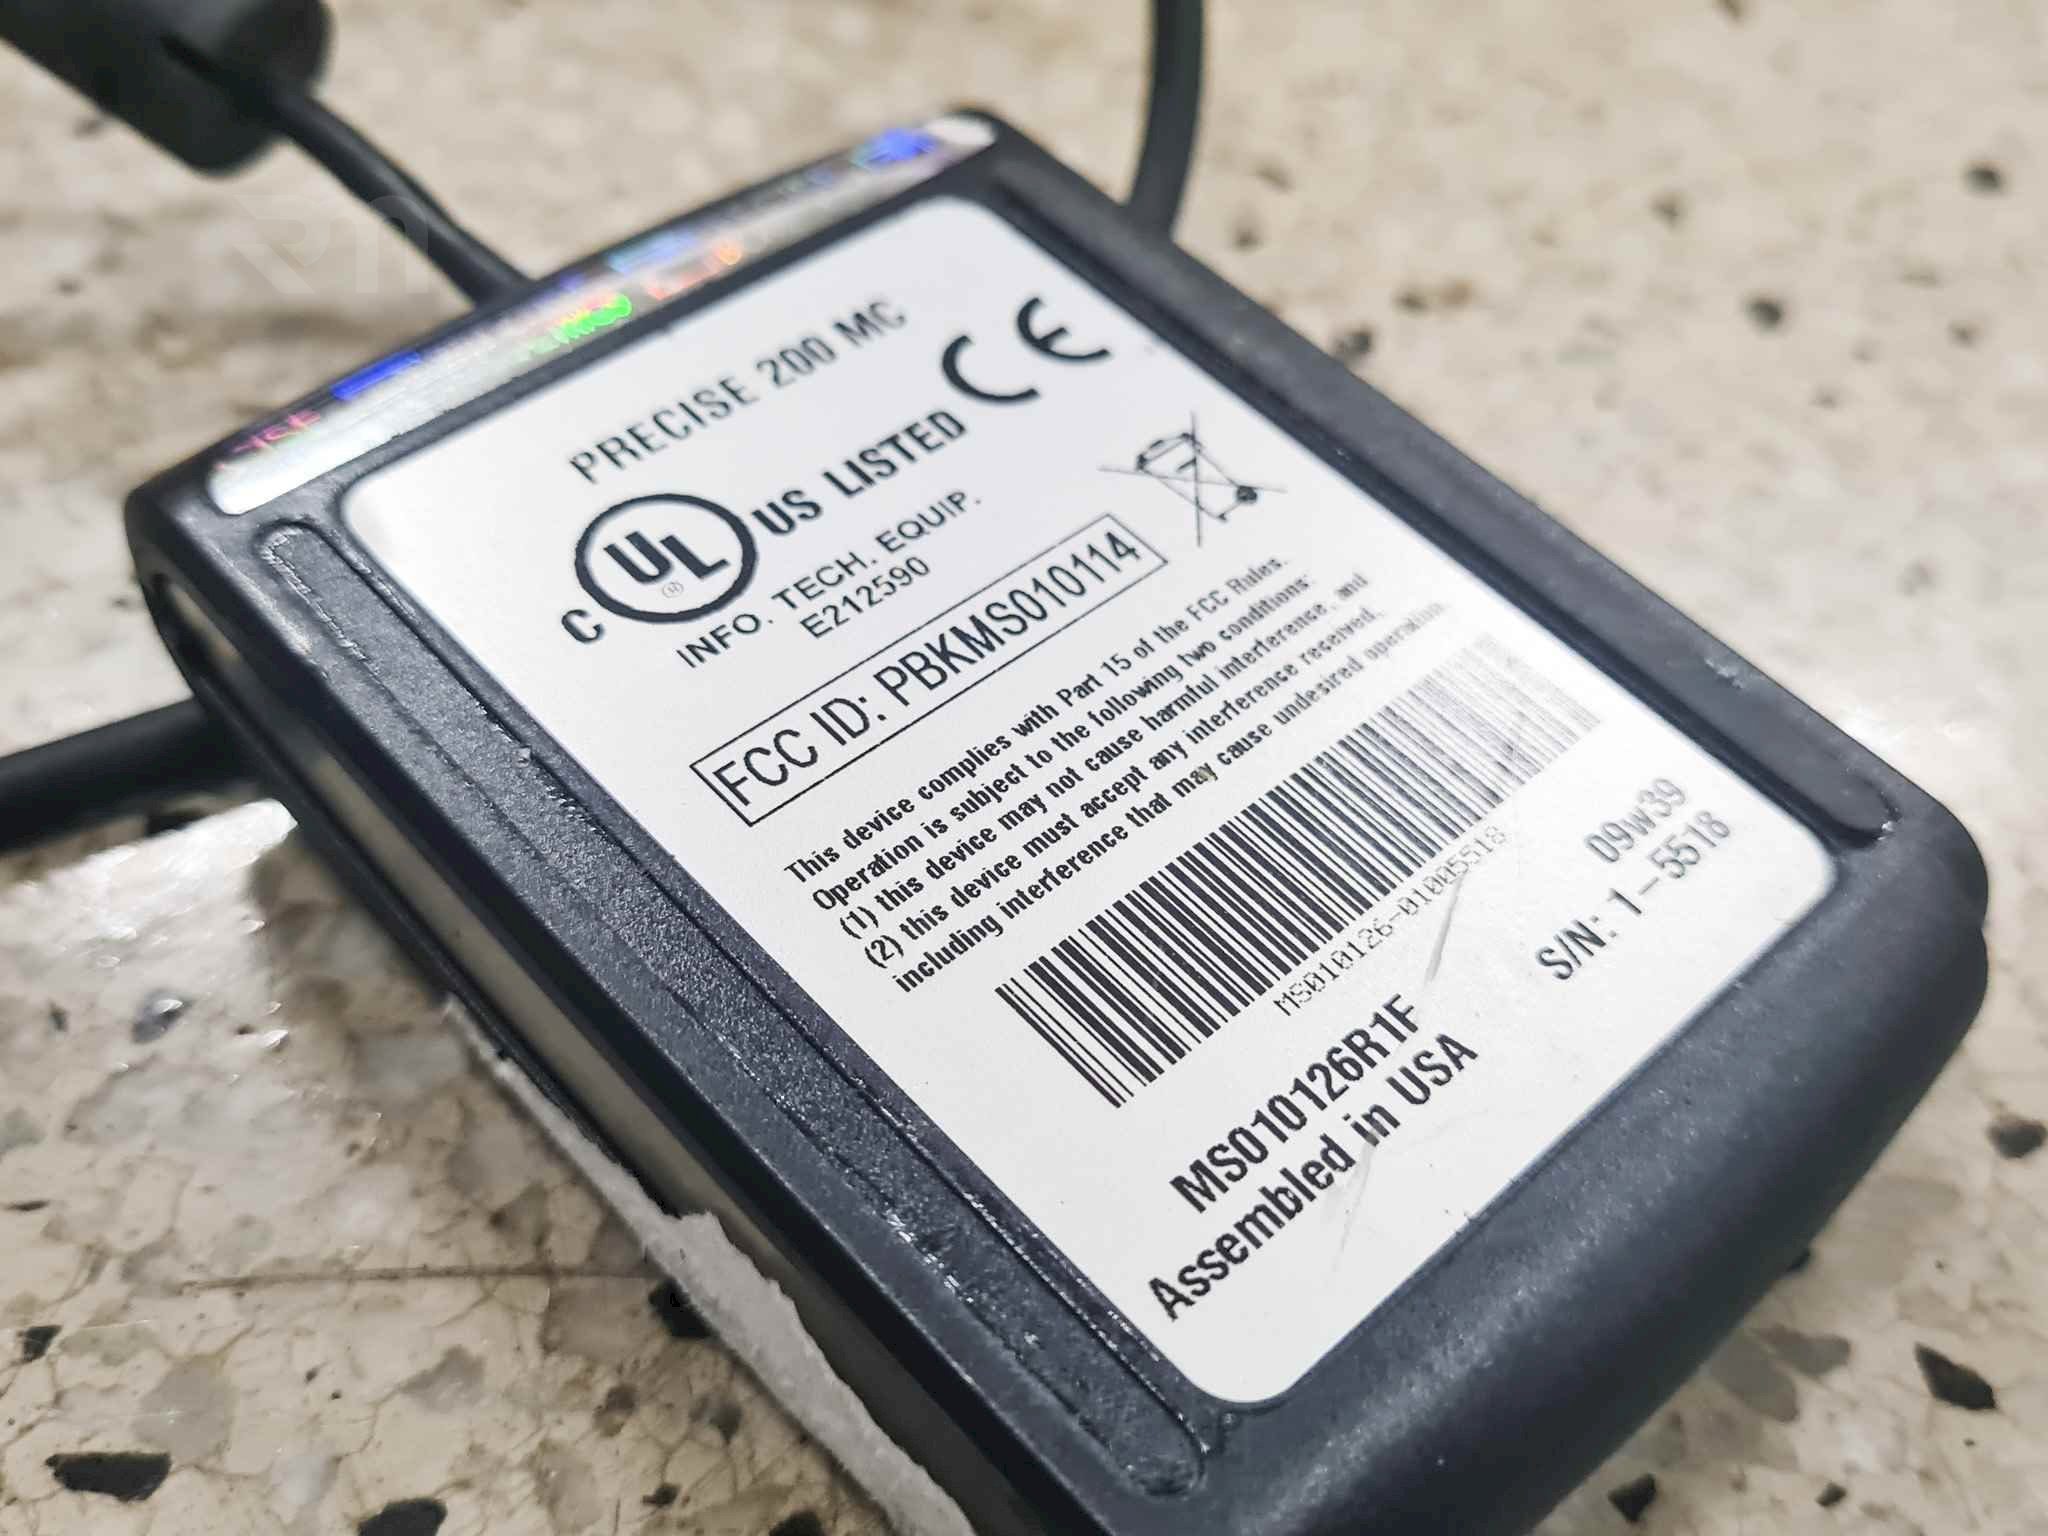 PRECISE 200 MC
C UL US LISTED CE
®
INFO. TECH. EQUIP.
E212590
FCC ID: PBKMS010114
This device complies with Part 15 of the FCC Rules.
Operation is subject to the following two conditions:
(1) this device may not cause harmful interference, and
(2) this device must accept any interference received,
including interference that may cause undesired operation.
MS010126-01005518
09w39
S/N: 1-5518
MS010126R1F
Assembled in USA